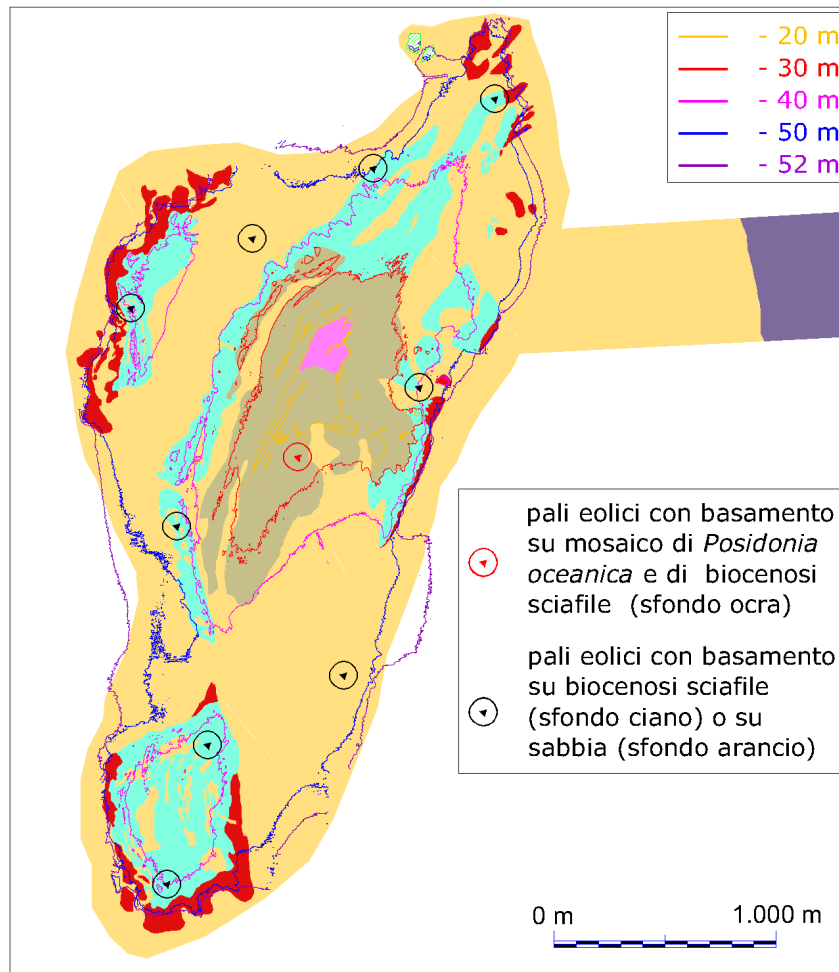 - 20 m
- 30 m
- 40 m
- 50 m
- 52 m
pali eolici con basamento
su mosaico di Posidonia
oceanica e di biocenosi
sciafile (sfondo ocra)
pali eolici con basamento
su biocenosi sciafile
(sfondo ciano) o su
sabbia (sfondo arancio)
0 m 1.000 m